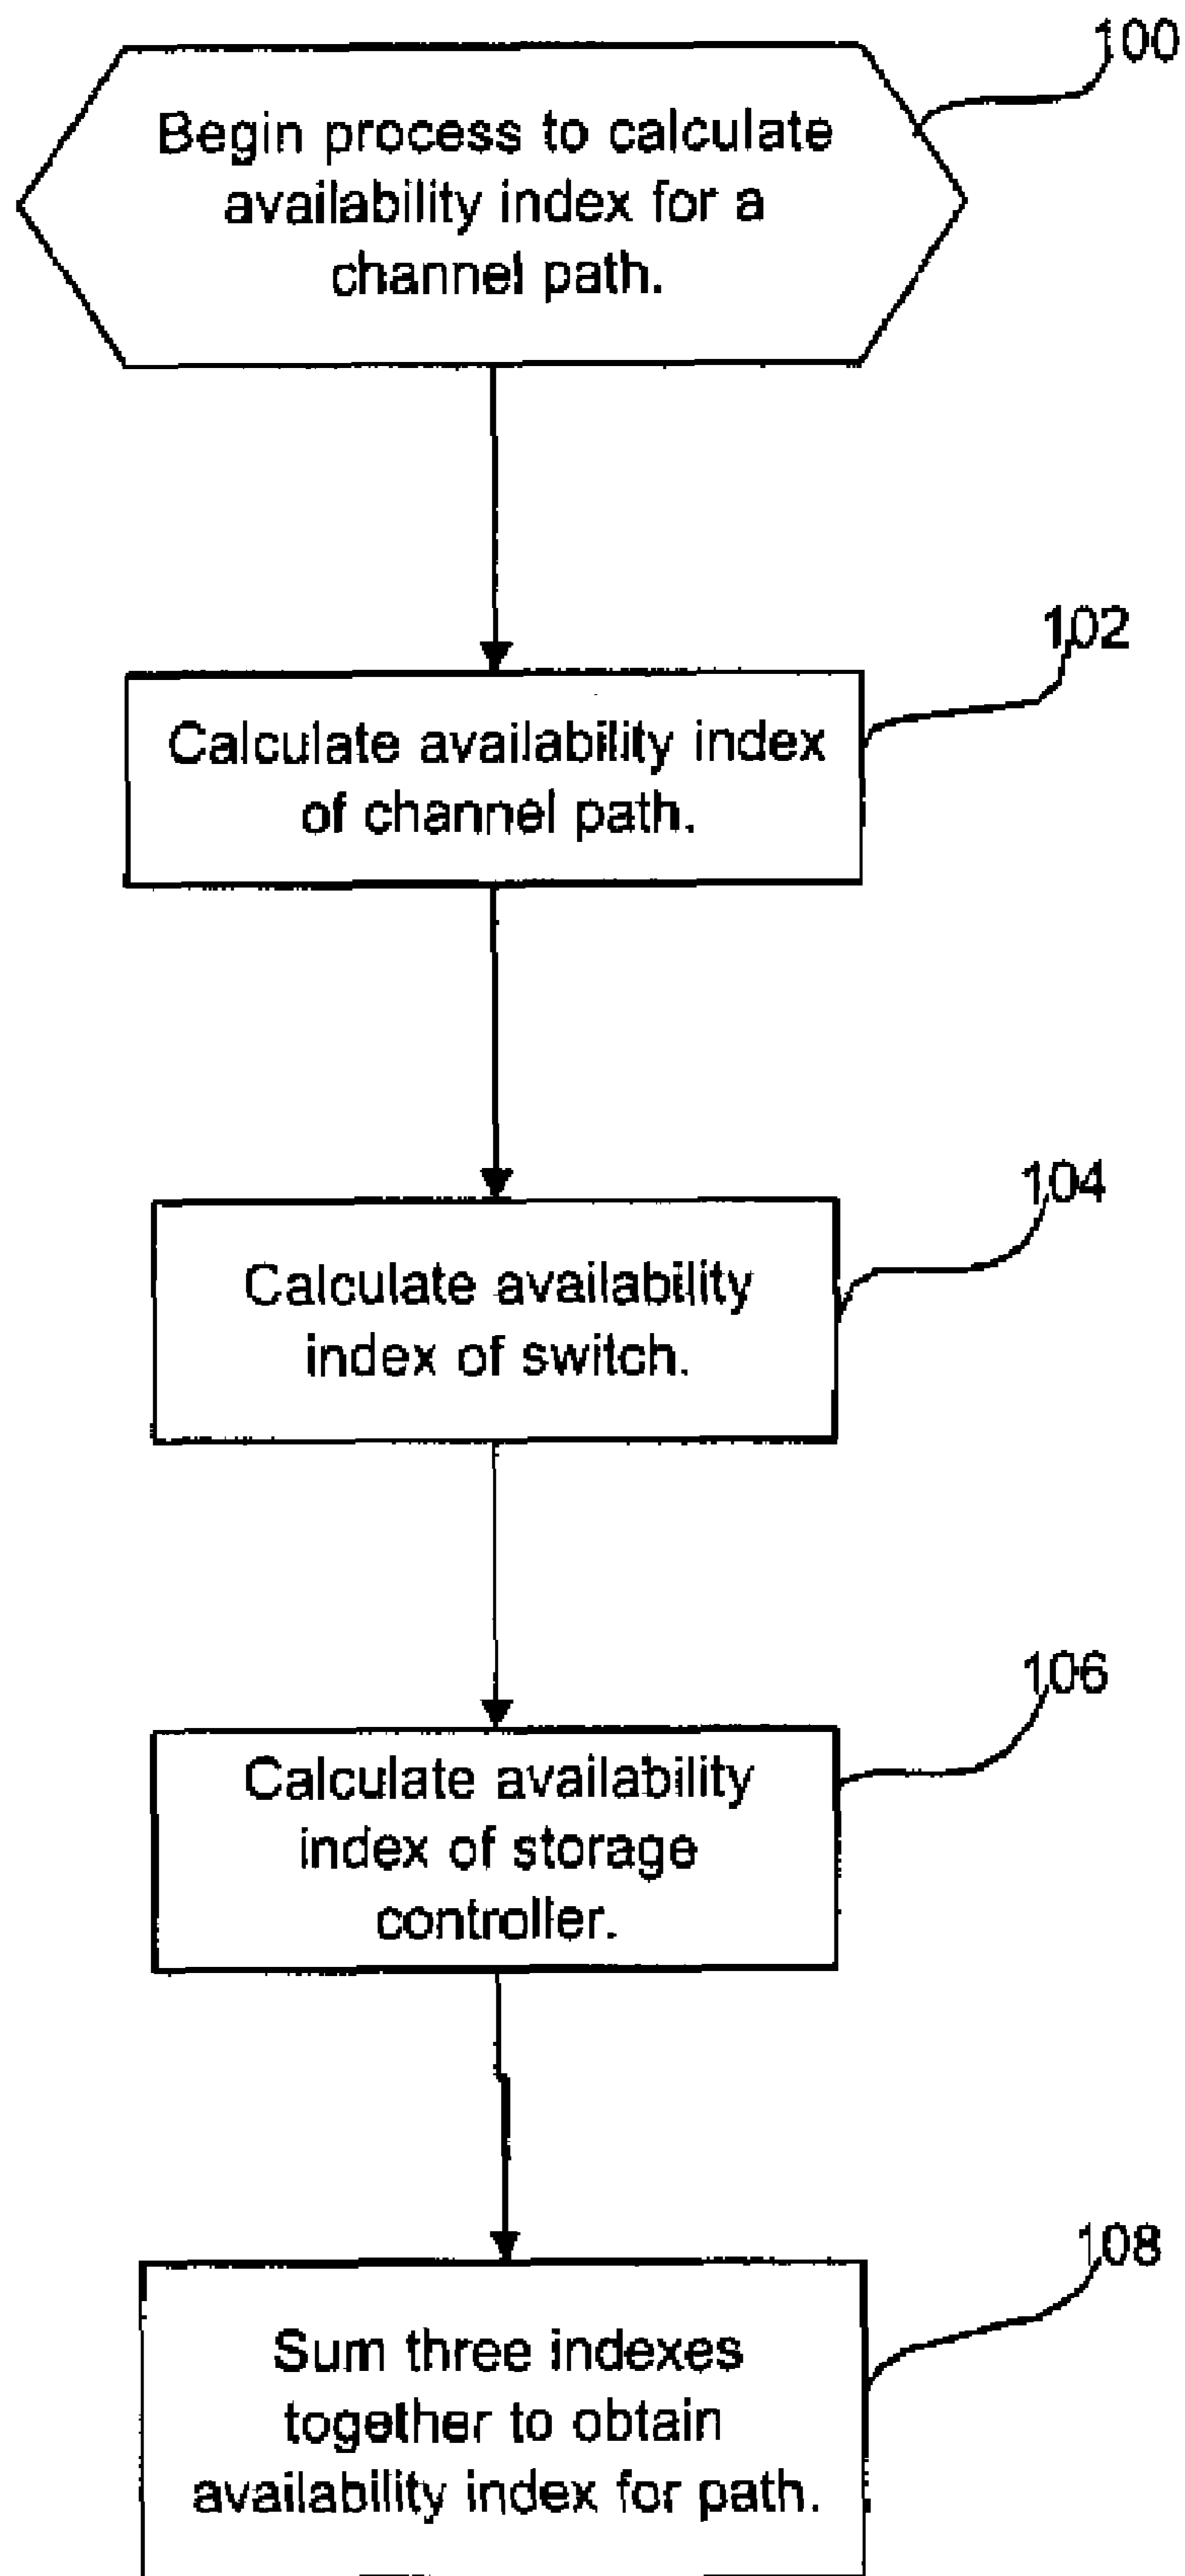 100
Begin process to calculate
availability index for a
channel path.
102
Calculate availability index
of channel path.
104
Calculate availability
index of switch.
106
Calculate availability
index of storage
controller.
108
Sum three indexes
together to obtain
availability index for path.